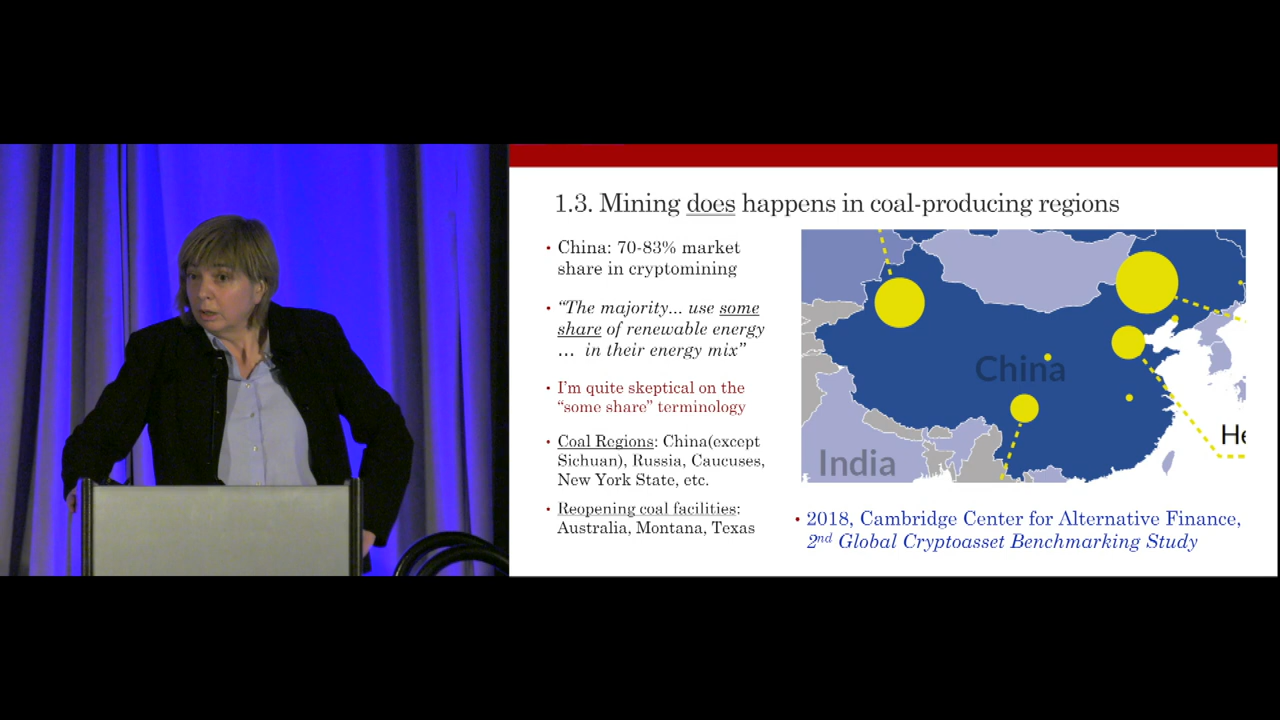 1.3. Mining does happens in coal-producing regions
• China: 70-83% market
share in cryptomining
• “The majority... use some
share of renewable energy
... in their energy mix”
• I’m quite skeptical on the
“some share” terminology
• Coal Regions: China(except
Sichuan), Russia, Caucuses,
New York State, etc.
• Reopening coal facilities:
Australia, Montana, Texas
China
India
He
• 2018, Cambridge Center for Alternative Finance,
2nd Global Cryptoasset Benchmarking Study